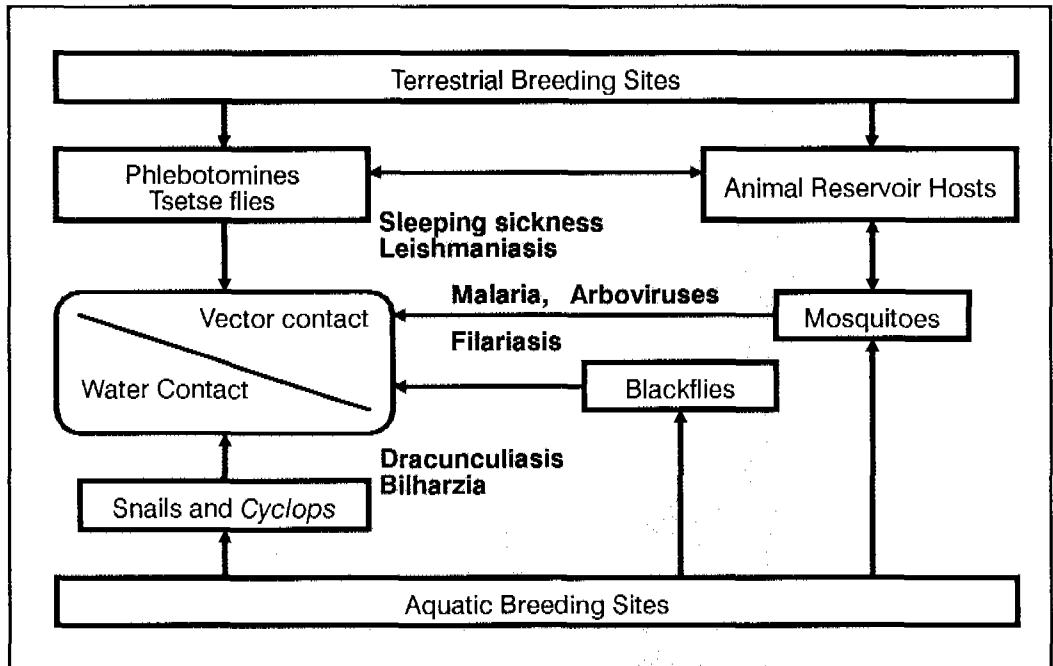 Terrestrial Breeding Sites
Phlebotomines
Tsetse flies
Animal Reservoir Hosts
Sleeping sickness
Leishmaniasis
Malaria, Arboviruses
Vector contact
Mosquitoes
Filariasis
Water Contact
Blackflies
Dracunculiasis
Bilharzia
Snails and Cyclops
Aquatic Breeding Sites